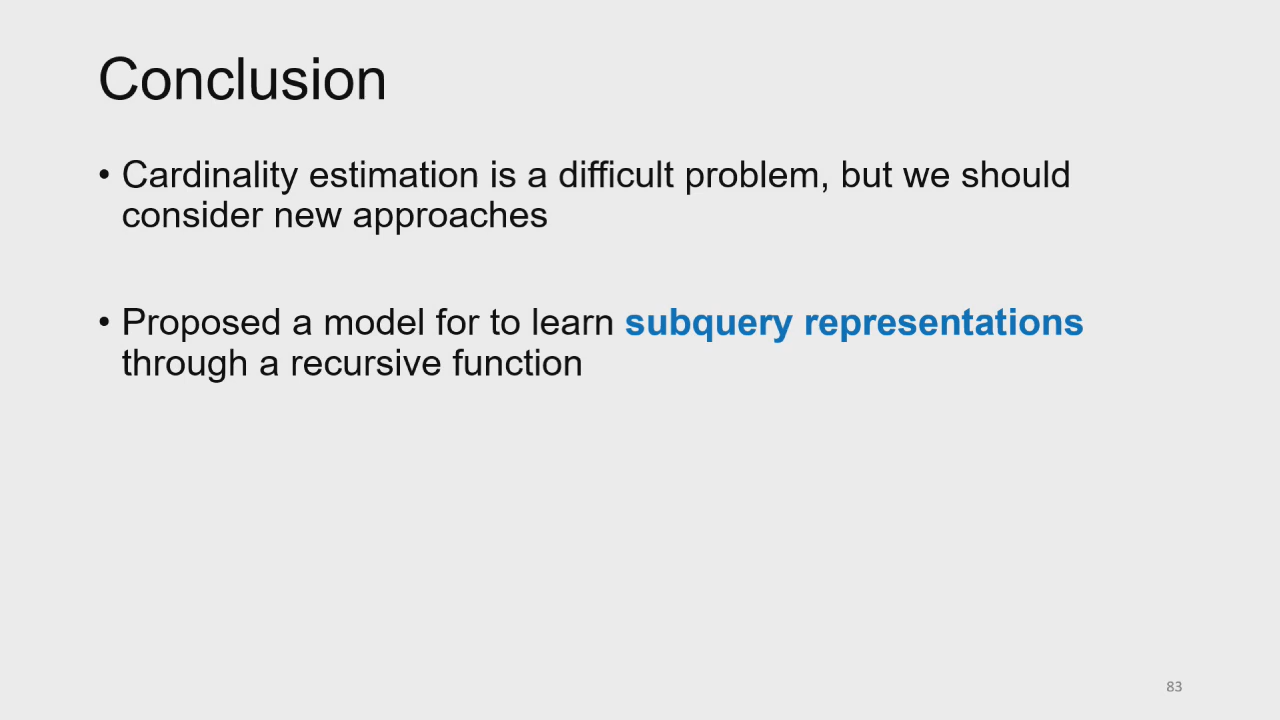 Conclusion
• Cardinality estimation is a difficult problem, but we should
consider new approaches
• Proposed a model for to learn subquery representations
through a recursive function
83